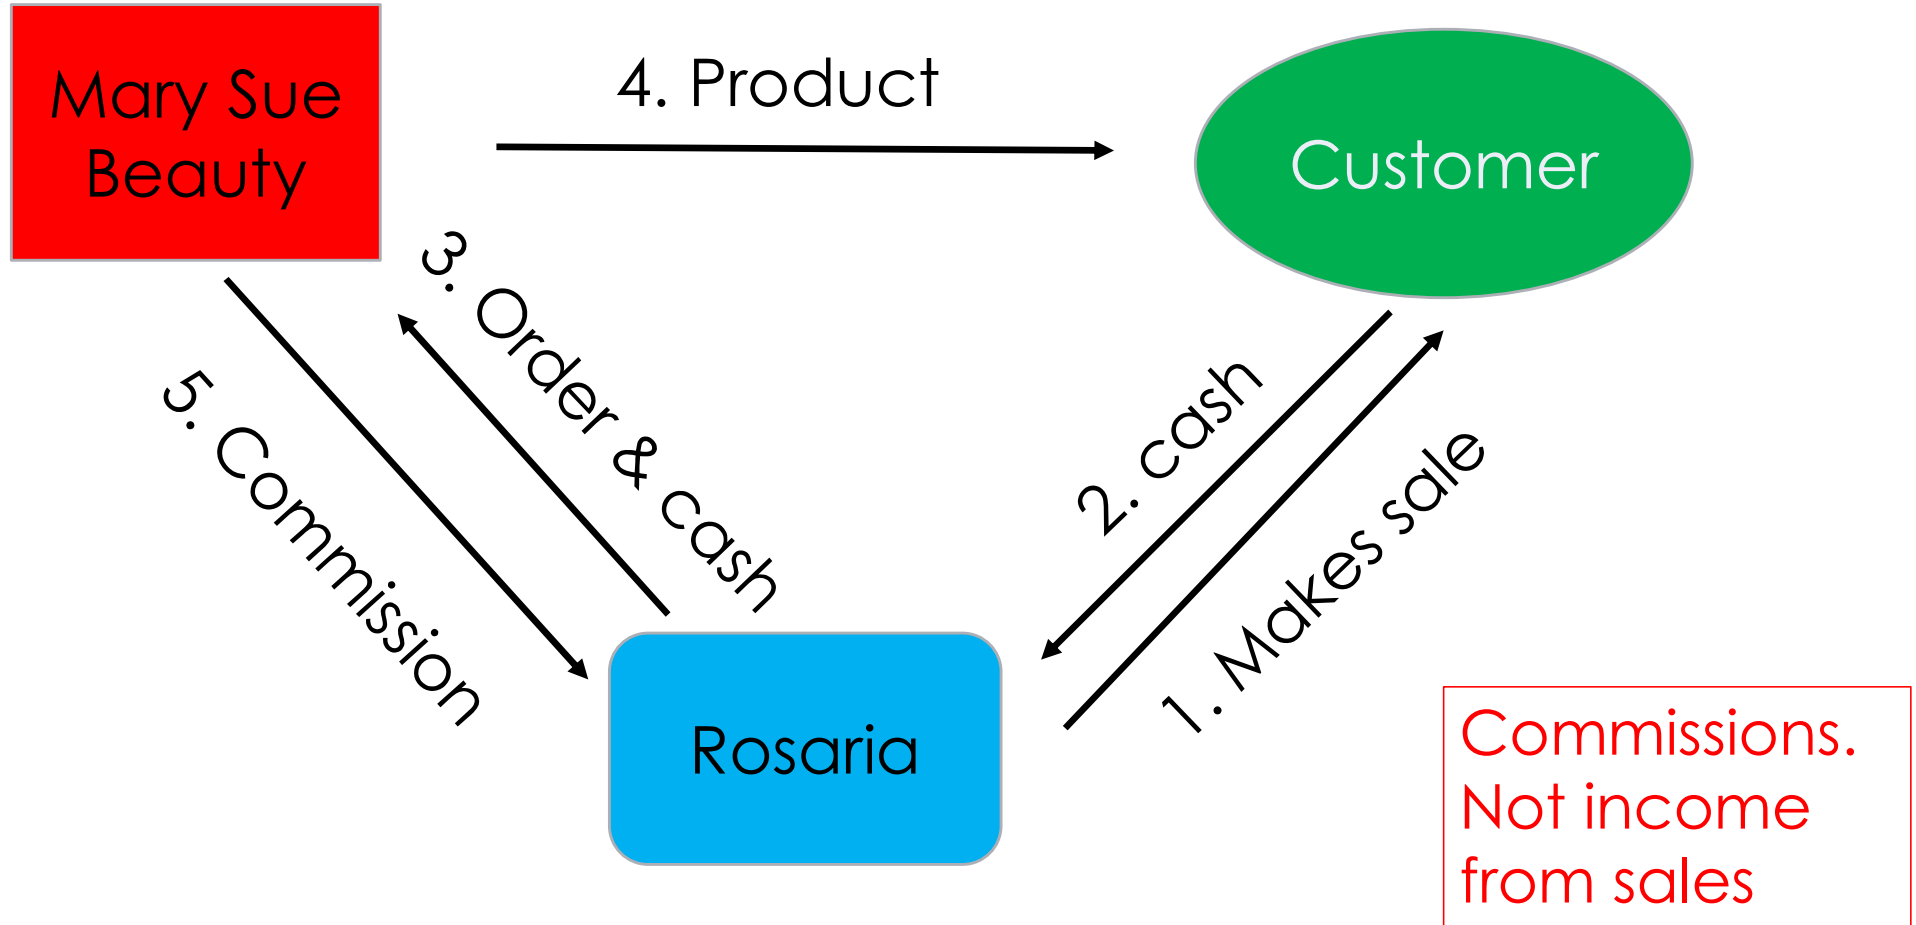 Mary Sue
Beauty
4. Product
Customer
3. Order & cash
5. Commission
2. cash
1. Makes sale
Rosaria
Commissions.
Not income
from sales